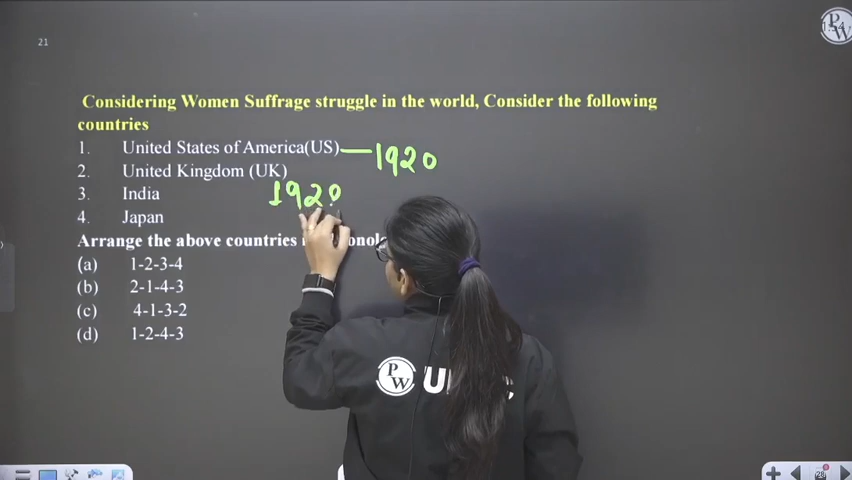 21
PW
Considering Women Suffrage struggle in the world, Consider the following
countries
1. United States of America(US) — 1920
2. United Kingdom (UK)
1920
3. India
4. Japan
Arrange the above countries
(a) 1-2-3-4
(b) 2-1-4-3
(c) 4-1-3-2
(d) 1-2-4-3
PW
28